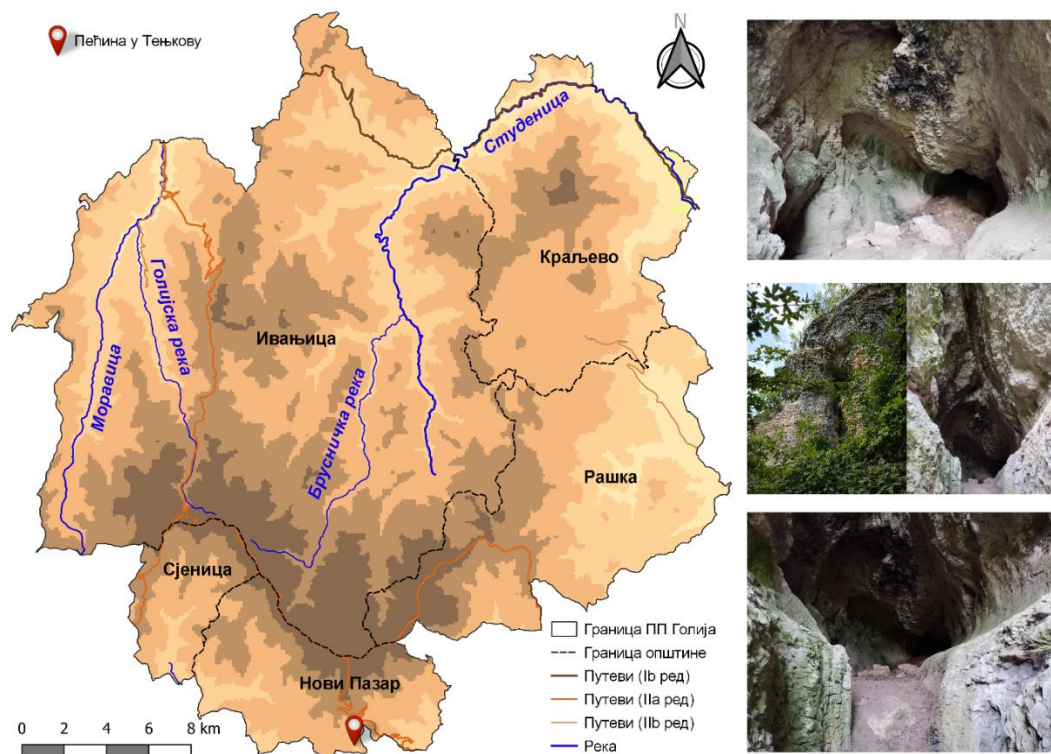 Пећина у Тењкову
N
Студеница
Краљево
Голијска река
Ивањица
Моравица
Брусничка река
Рашка
Сјеница
Нови Пазар
0 2 4 6 8 km
Граница ПП Голија
Граница општине
Путеви (Ib ред)
Путеви (IIa ред)
Путеви (IIb ред)
Река